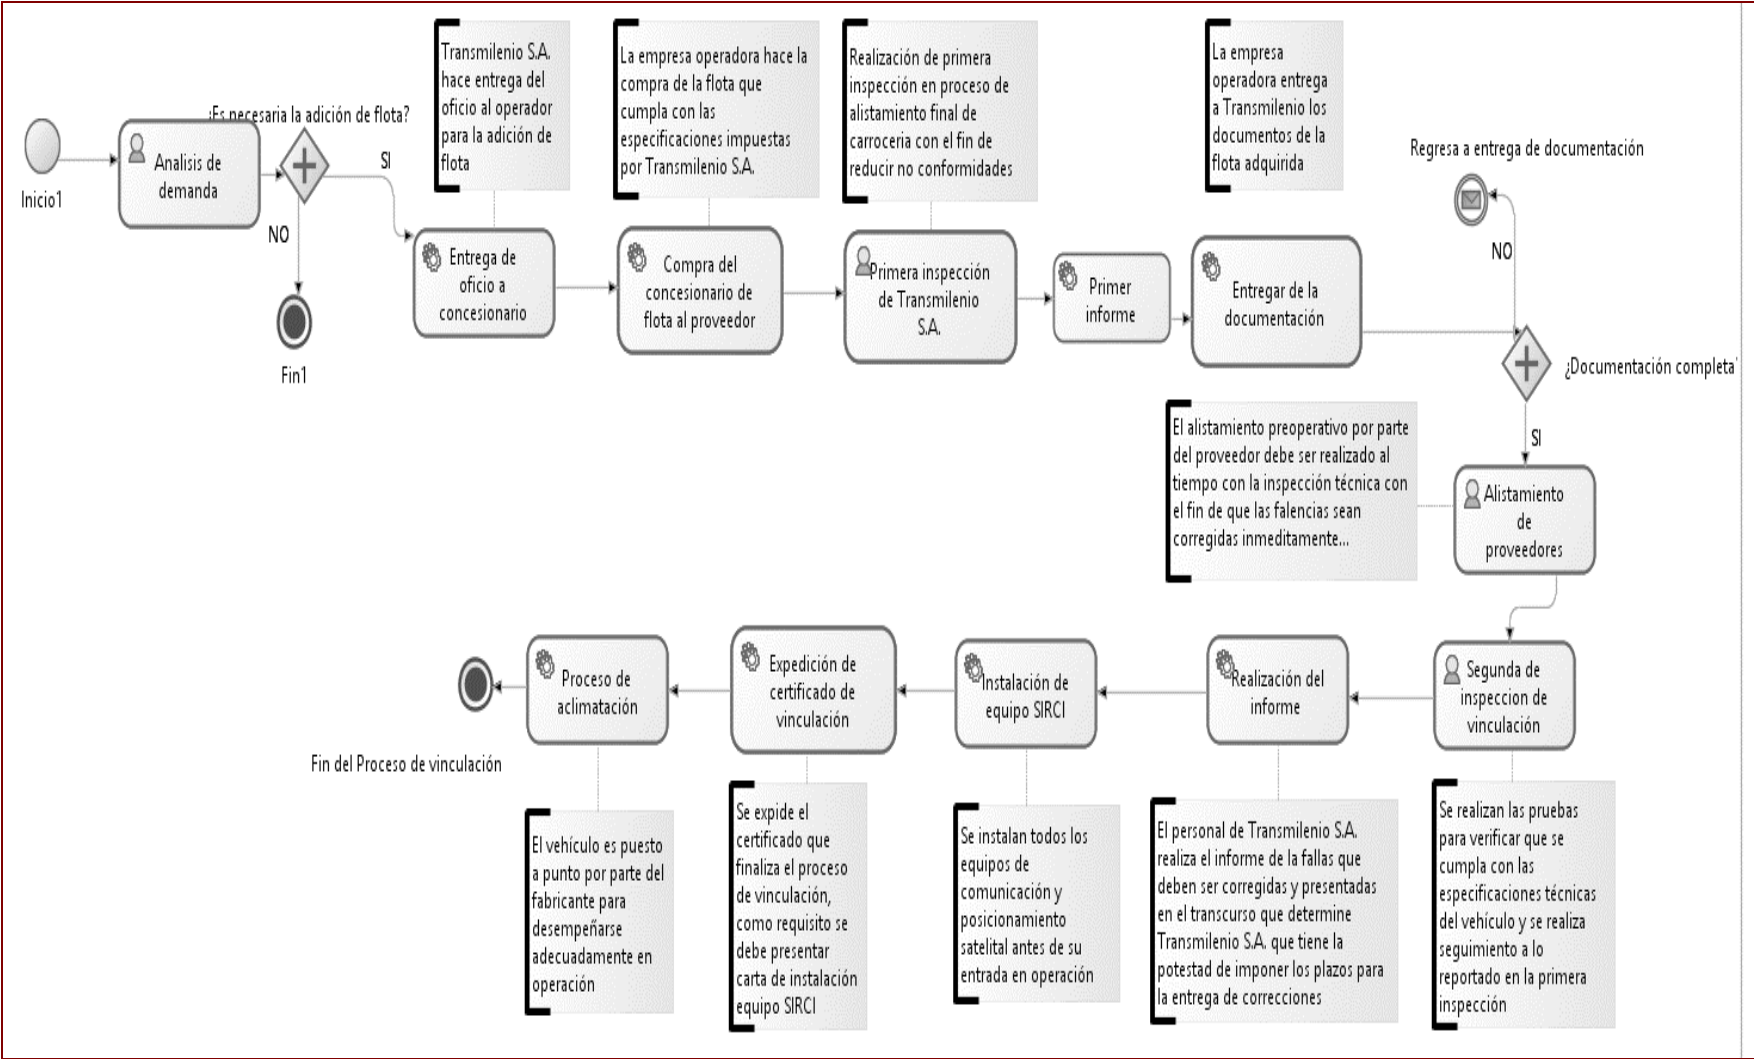 Transmilenio S.A.
hace entrega del
oficio al operador
para la adición de
flota
La empresa operadora hace la
compra de la flota que
cumpla con las
especificaciones impuestas
por Transmilenio S.A.
Realización de primera
inspección en proceso de
alistamiento final de
carroceria con el fin de
reducir no conformidades
La empresa
operadora entrega
a Transmilenio los
documentos de la
flota adquirida
¿Es necesaria la adición de flota?
Inicio1
Analisis de
demanda
SI
NO
Fin1
Entrega de
oficio a
concesionario
Compra del
concesionario de
flota al proveedor
Primera inspección
de Transmilenio
S.A.
Primer
informe
Entregar de la
documentación
Regresa a entrega de documentación
NO
¿Documentación completa?
SI
El alistamiento preoperativo por parte
del proveedor debe ser realizado al
tiempo con la inspección técnica con
el fin de que las falencias sean
corregidas inmeditamente...
Alistamiento
de
proveedores
Segunda de
inspeccion de
vinculación
Realización del
informe
Instalación de
equipo SIRCI
Expedición de
certificado de
vinculación
Proceso de
aclimatación
Fin del Proceso de vinculación
El vehículo es puesto
a punto por parte del
fabricante para
desempeñarse
adecuadamente en
operación
Se expide el
certificado que
finaliza el proceso
de vinculación,
como requisito se
debe presentar
carta de instalación
equipo SIRCI
Se instalan todos los
equipos de
comunicación y
posicionamiento
satelital antes de su
entrada en operación
El personal de Transmilenio S.A.
realiza el informe de la fallas que
deben ser corregidas y presentadas
en el transcurso que determine
Transmilenio S.A. que tiene la
potestad de imponer los plazos para
la entrega de correcciones
Se realizan las pruebas
para verificar que se
cumpla con las
especificaciones técnicas
del vehículo y se realiza
seguimiento a lo
reportado en la primera
inspección